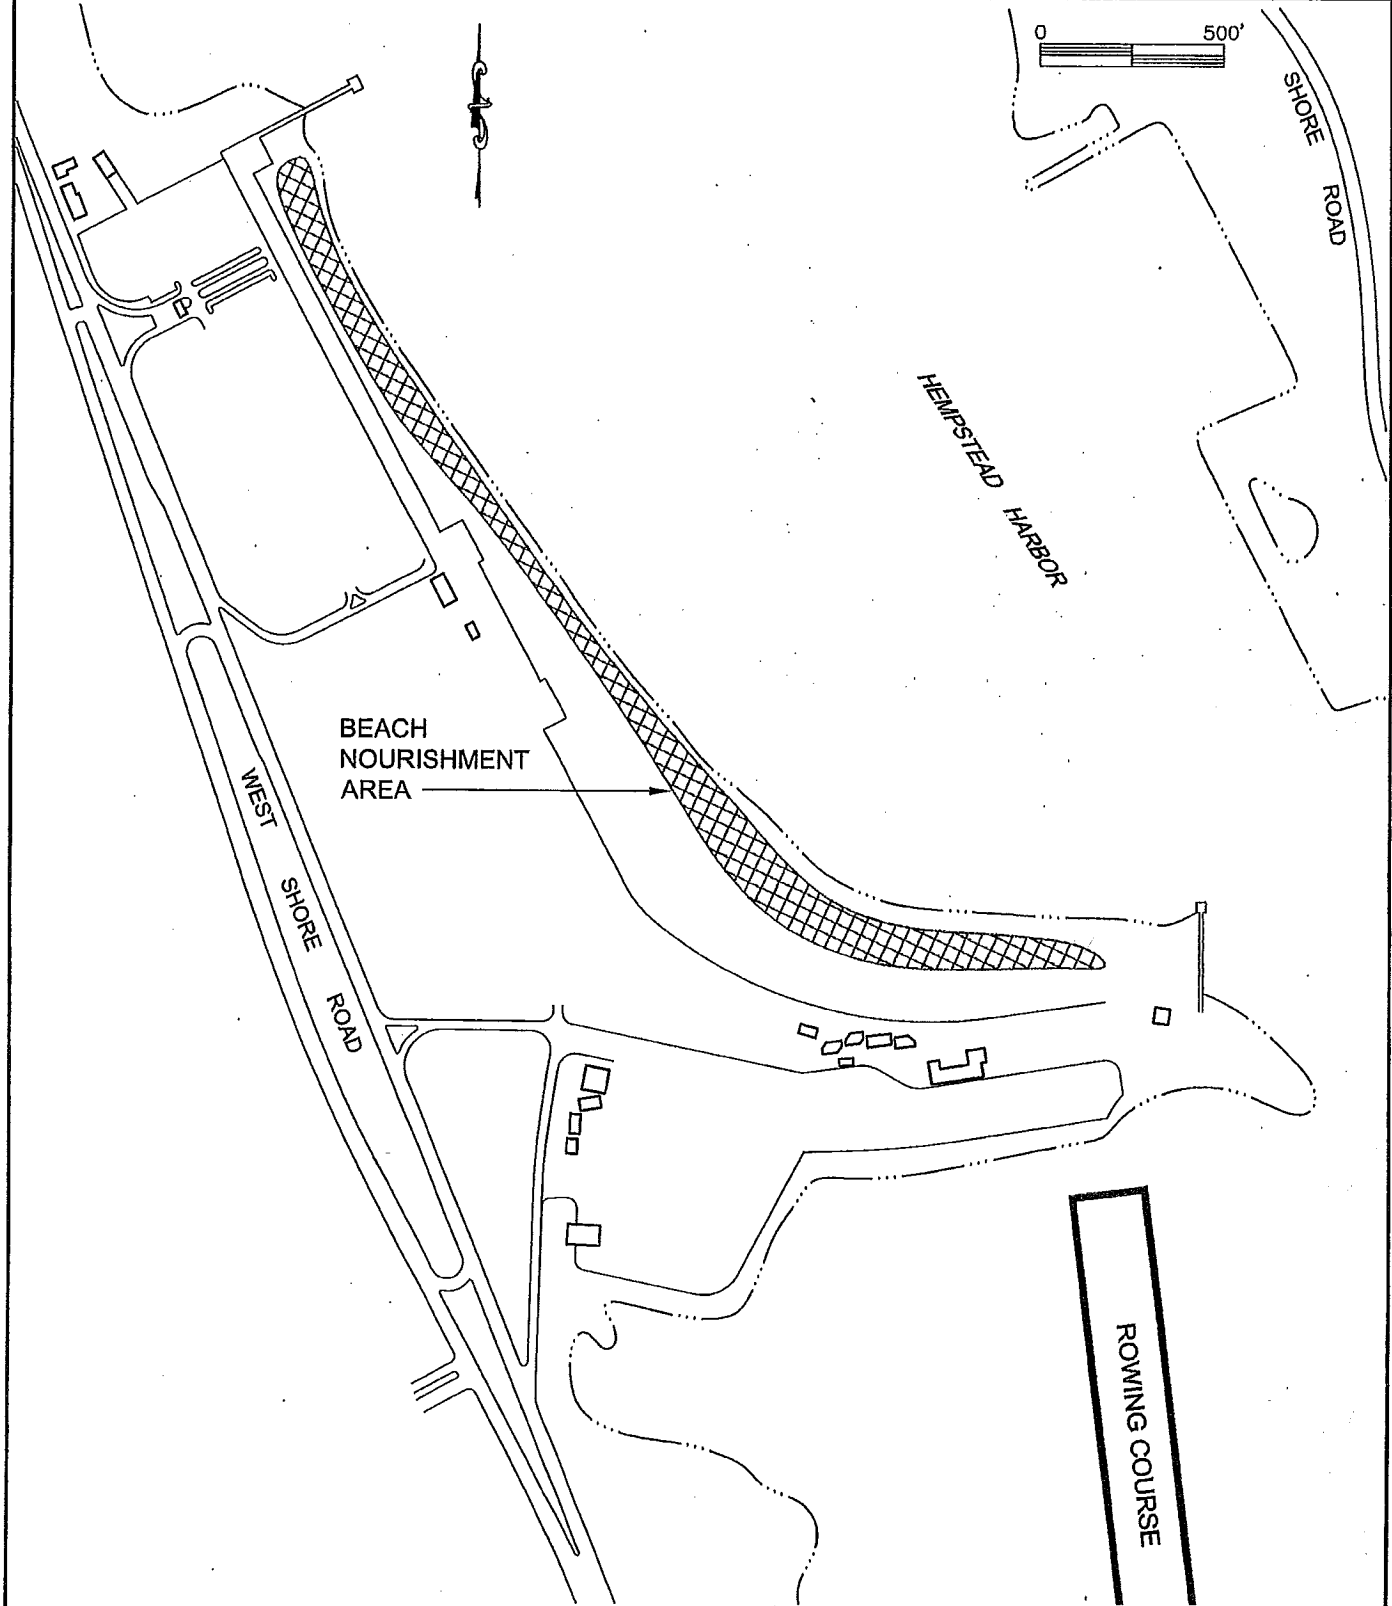 0 500'
SHORE ROAD
HEMPSTEAD HARBOR
BEACH
NOURISHMENT
AREA
WEST SHORE ROAD
ROWING COURSE